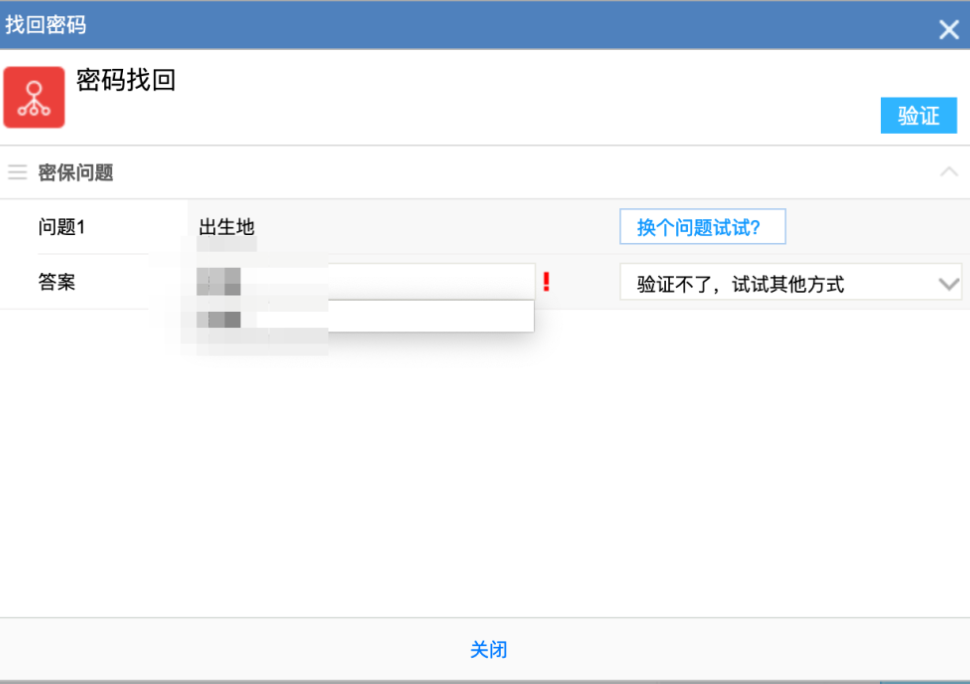 找回密码
密码找回
验证
密保问题
问题1 出生地 换个问题试试?
答案 验证不了，试试其他方式
关闭